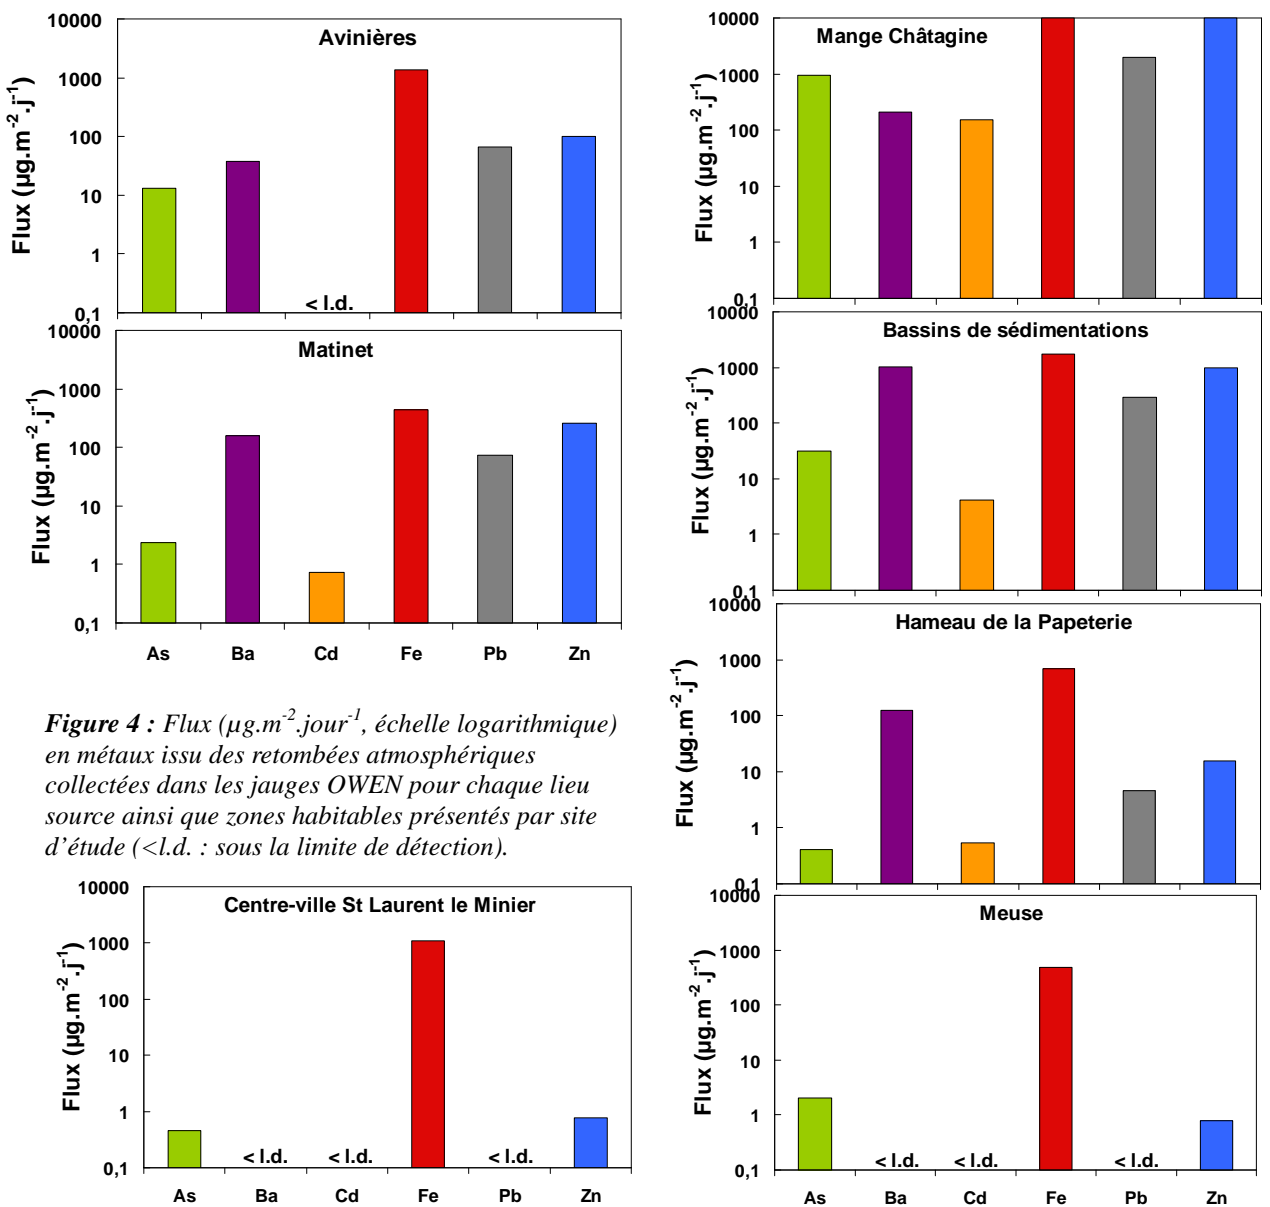 Avinières
Flux (µg.m-2.j-1)
10000
1000
100
10
1
0,1
< l.d.
Matinet
Flux (µg.m-2.j-1)
10000
1000
100
10
1
0,1
As Ba Cd Fe Pb Zn
Figure 4 : Flux (µg.m-2.jour-1, échelle logarithmique)
en métaux issu des retombées atmosphériques
collectées dans les jauges OWEN pour chaque lieu
source ainsi que zones habitables présentés par site
d'étude (<l.d. : sous la limite de détection).
Centre-ville St Laurent le Minier
Flux (µg.m-2.j-1)
10000
1000
100
10
1
0,1
< l.d. < l.d. < l.d.
As Ba Cd Fe Pb Zn
Mange Châtagine
Flux (µg.m-2.j-1)
10000
1000
100
10
1
0,1
Bassins de sédimentations
Flux (µg.m-2.j-1)
10000
1000
100
10
1
0,1
Hameau de la Papeterie
Flux (µg.m-2.j-1)
10000
1000
100
10
1
0,1
Meuse
Flux (µg.m-2.j-1)
10000
1000
100
10
1
0,1
< l.d. < l.d. < l.d.
As Ba Cd Fe Pb Zn